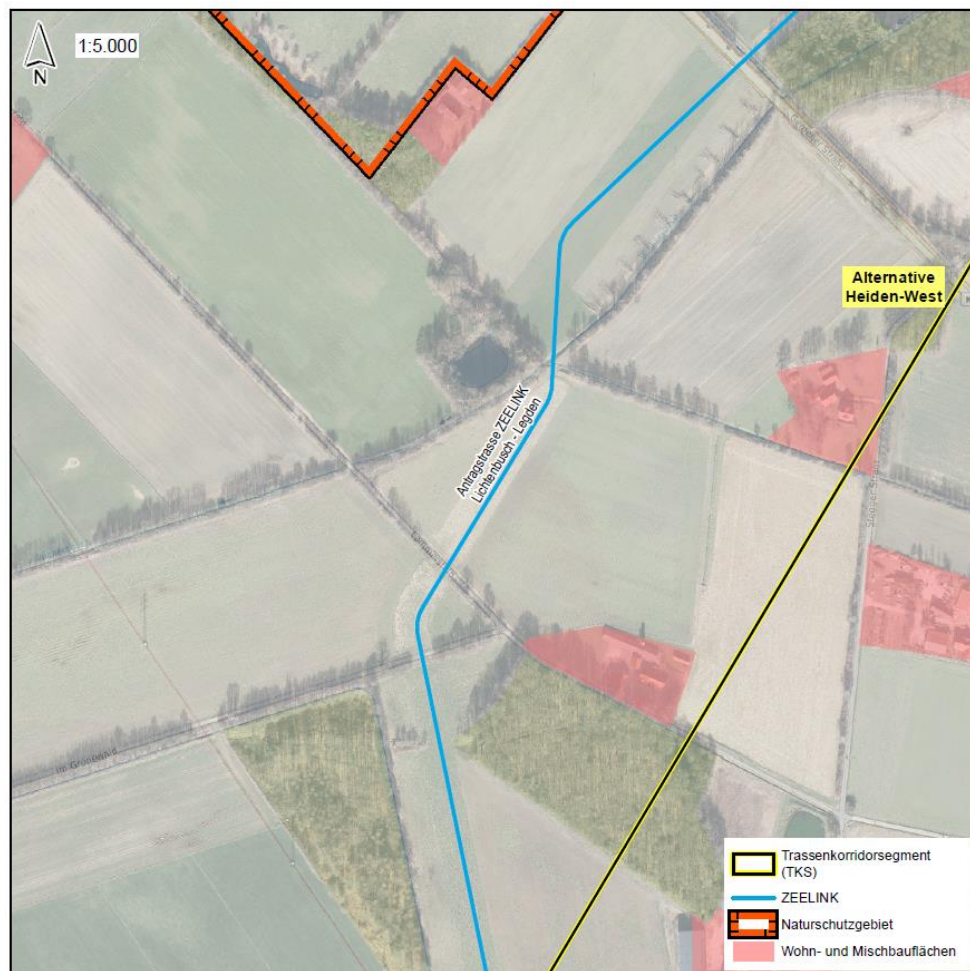 1:5.000
N
Alternative
Heiden-West
Antragstrasse ZEELINK
Lichtenbusch - Legden
Trassenkorridorsegment
(TKS)
ZEELINK
Naturschutzgebiet
Wohn- und Mischbauflächen